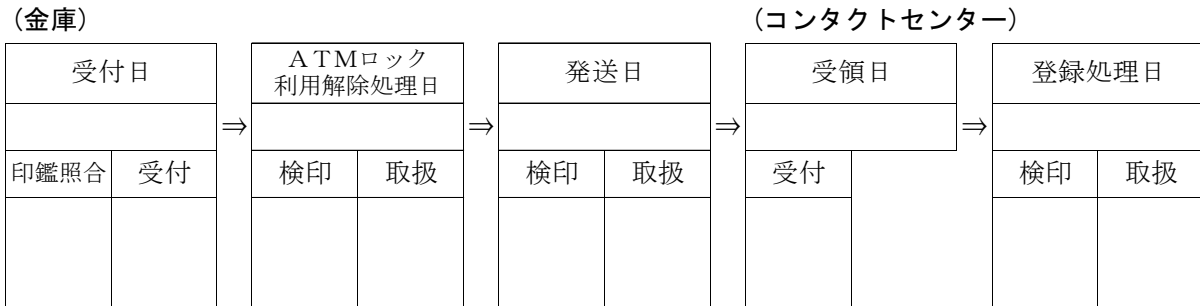 （金庫）
（コンタクトセンター）
受付日
ＡＴＭロック
利用解除処理日
発送日
受領日
登録処理日
⇒
⇒
⇒
⇒
印鑑照合
受付
検印
取扱
検印
取扱
受付
検印
取扱